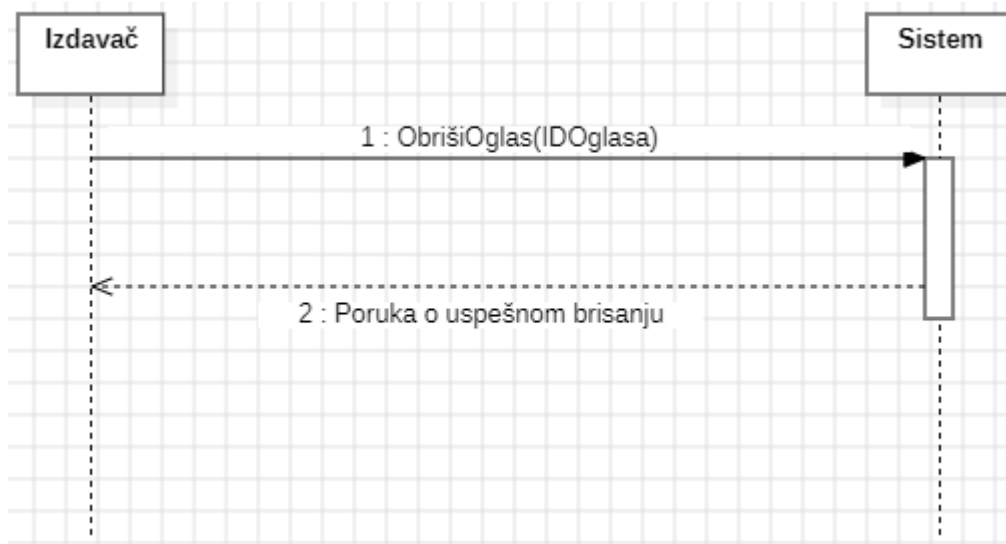 Izdavač
Sistem
1 : ObrišiOglas(IDOglasa)
2 : Poruka o uspešnom brisanju